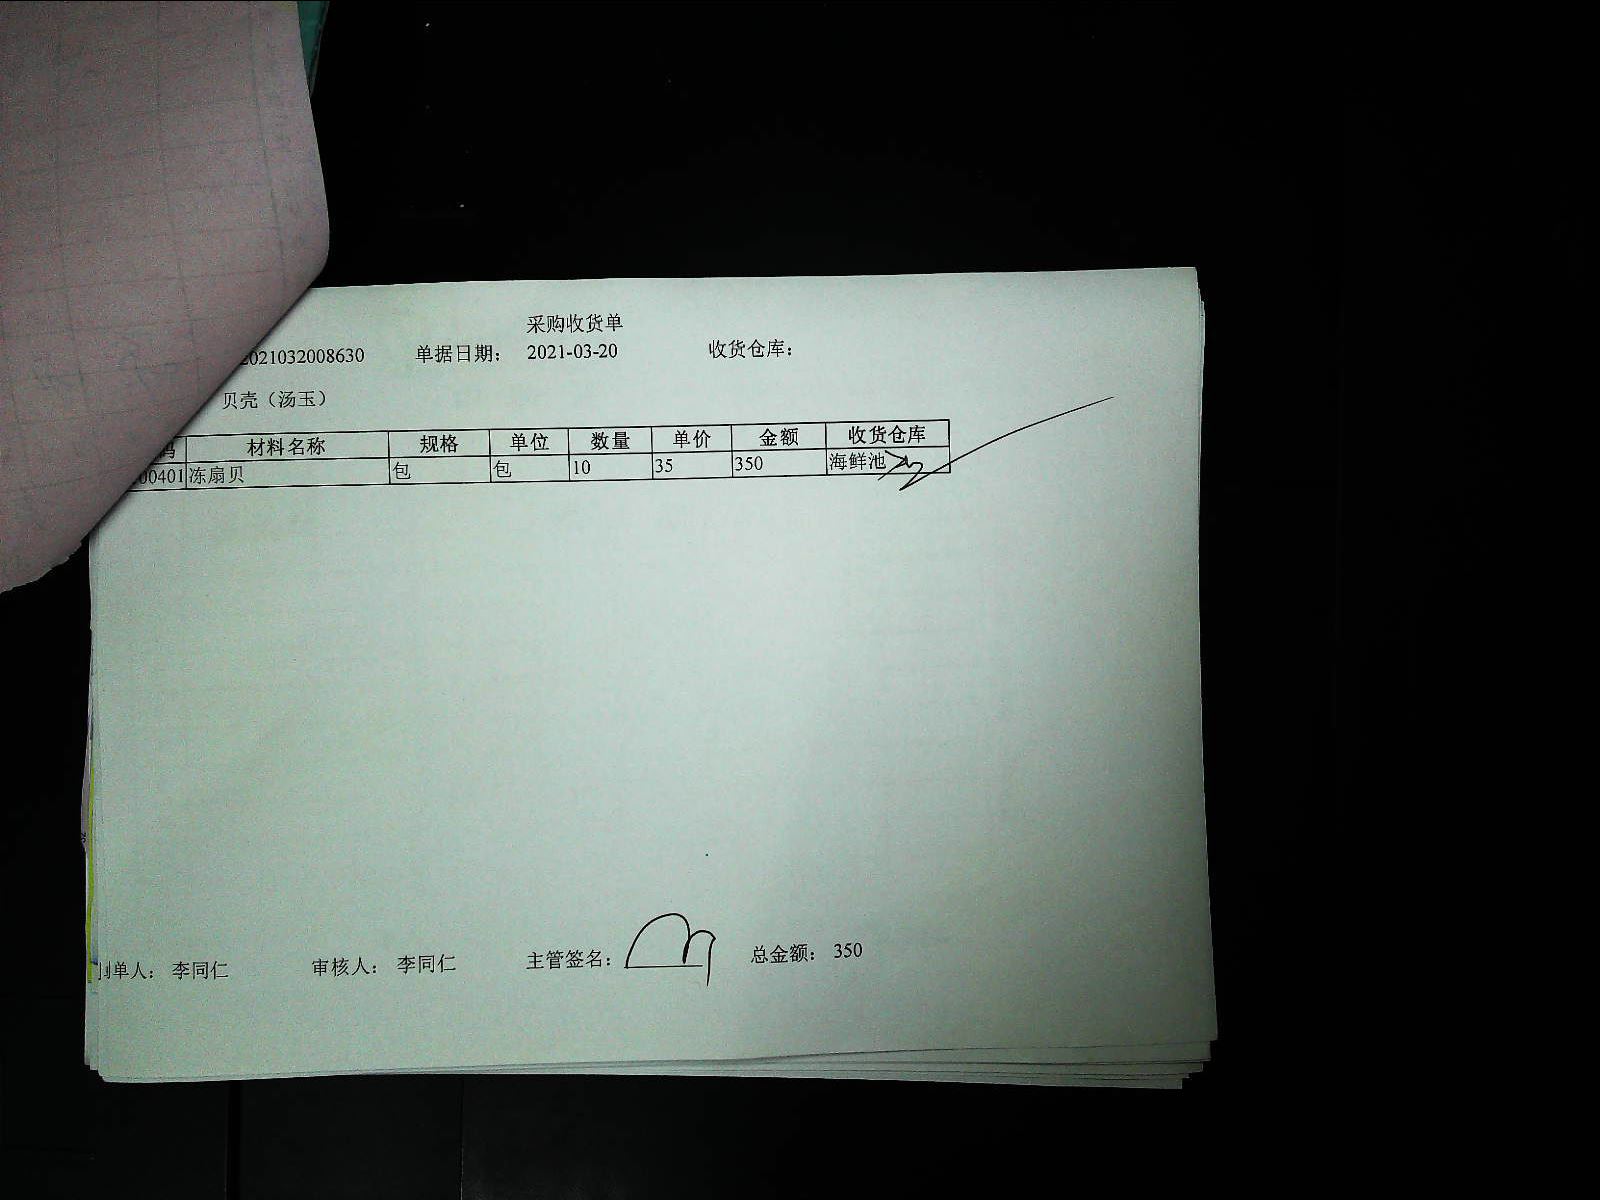 采购收货单
2021032008630 单据日期： 2021-03-20 收货仓库：
贝壳（汤玉）
码 材料名称 规格 单位 数量 单价 金额 收货仓库
00401 冻扇贝 包 包 10 35 350 海鲜池
制单人： 李同仁 审核人： 李同仁 主管签名： 总金额： 350